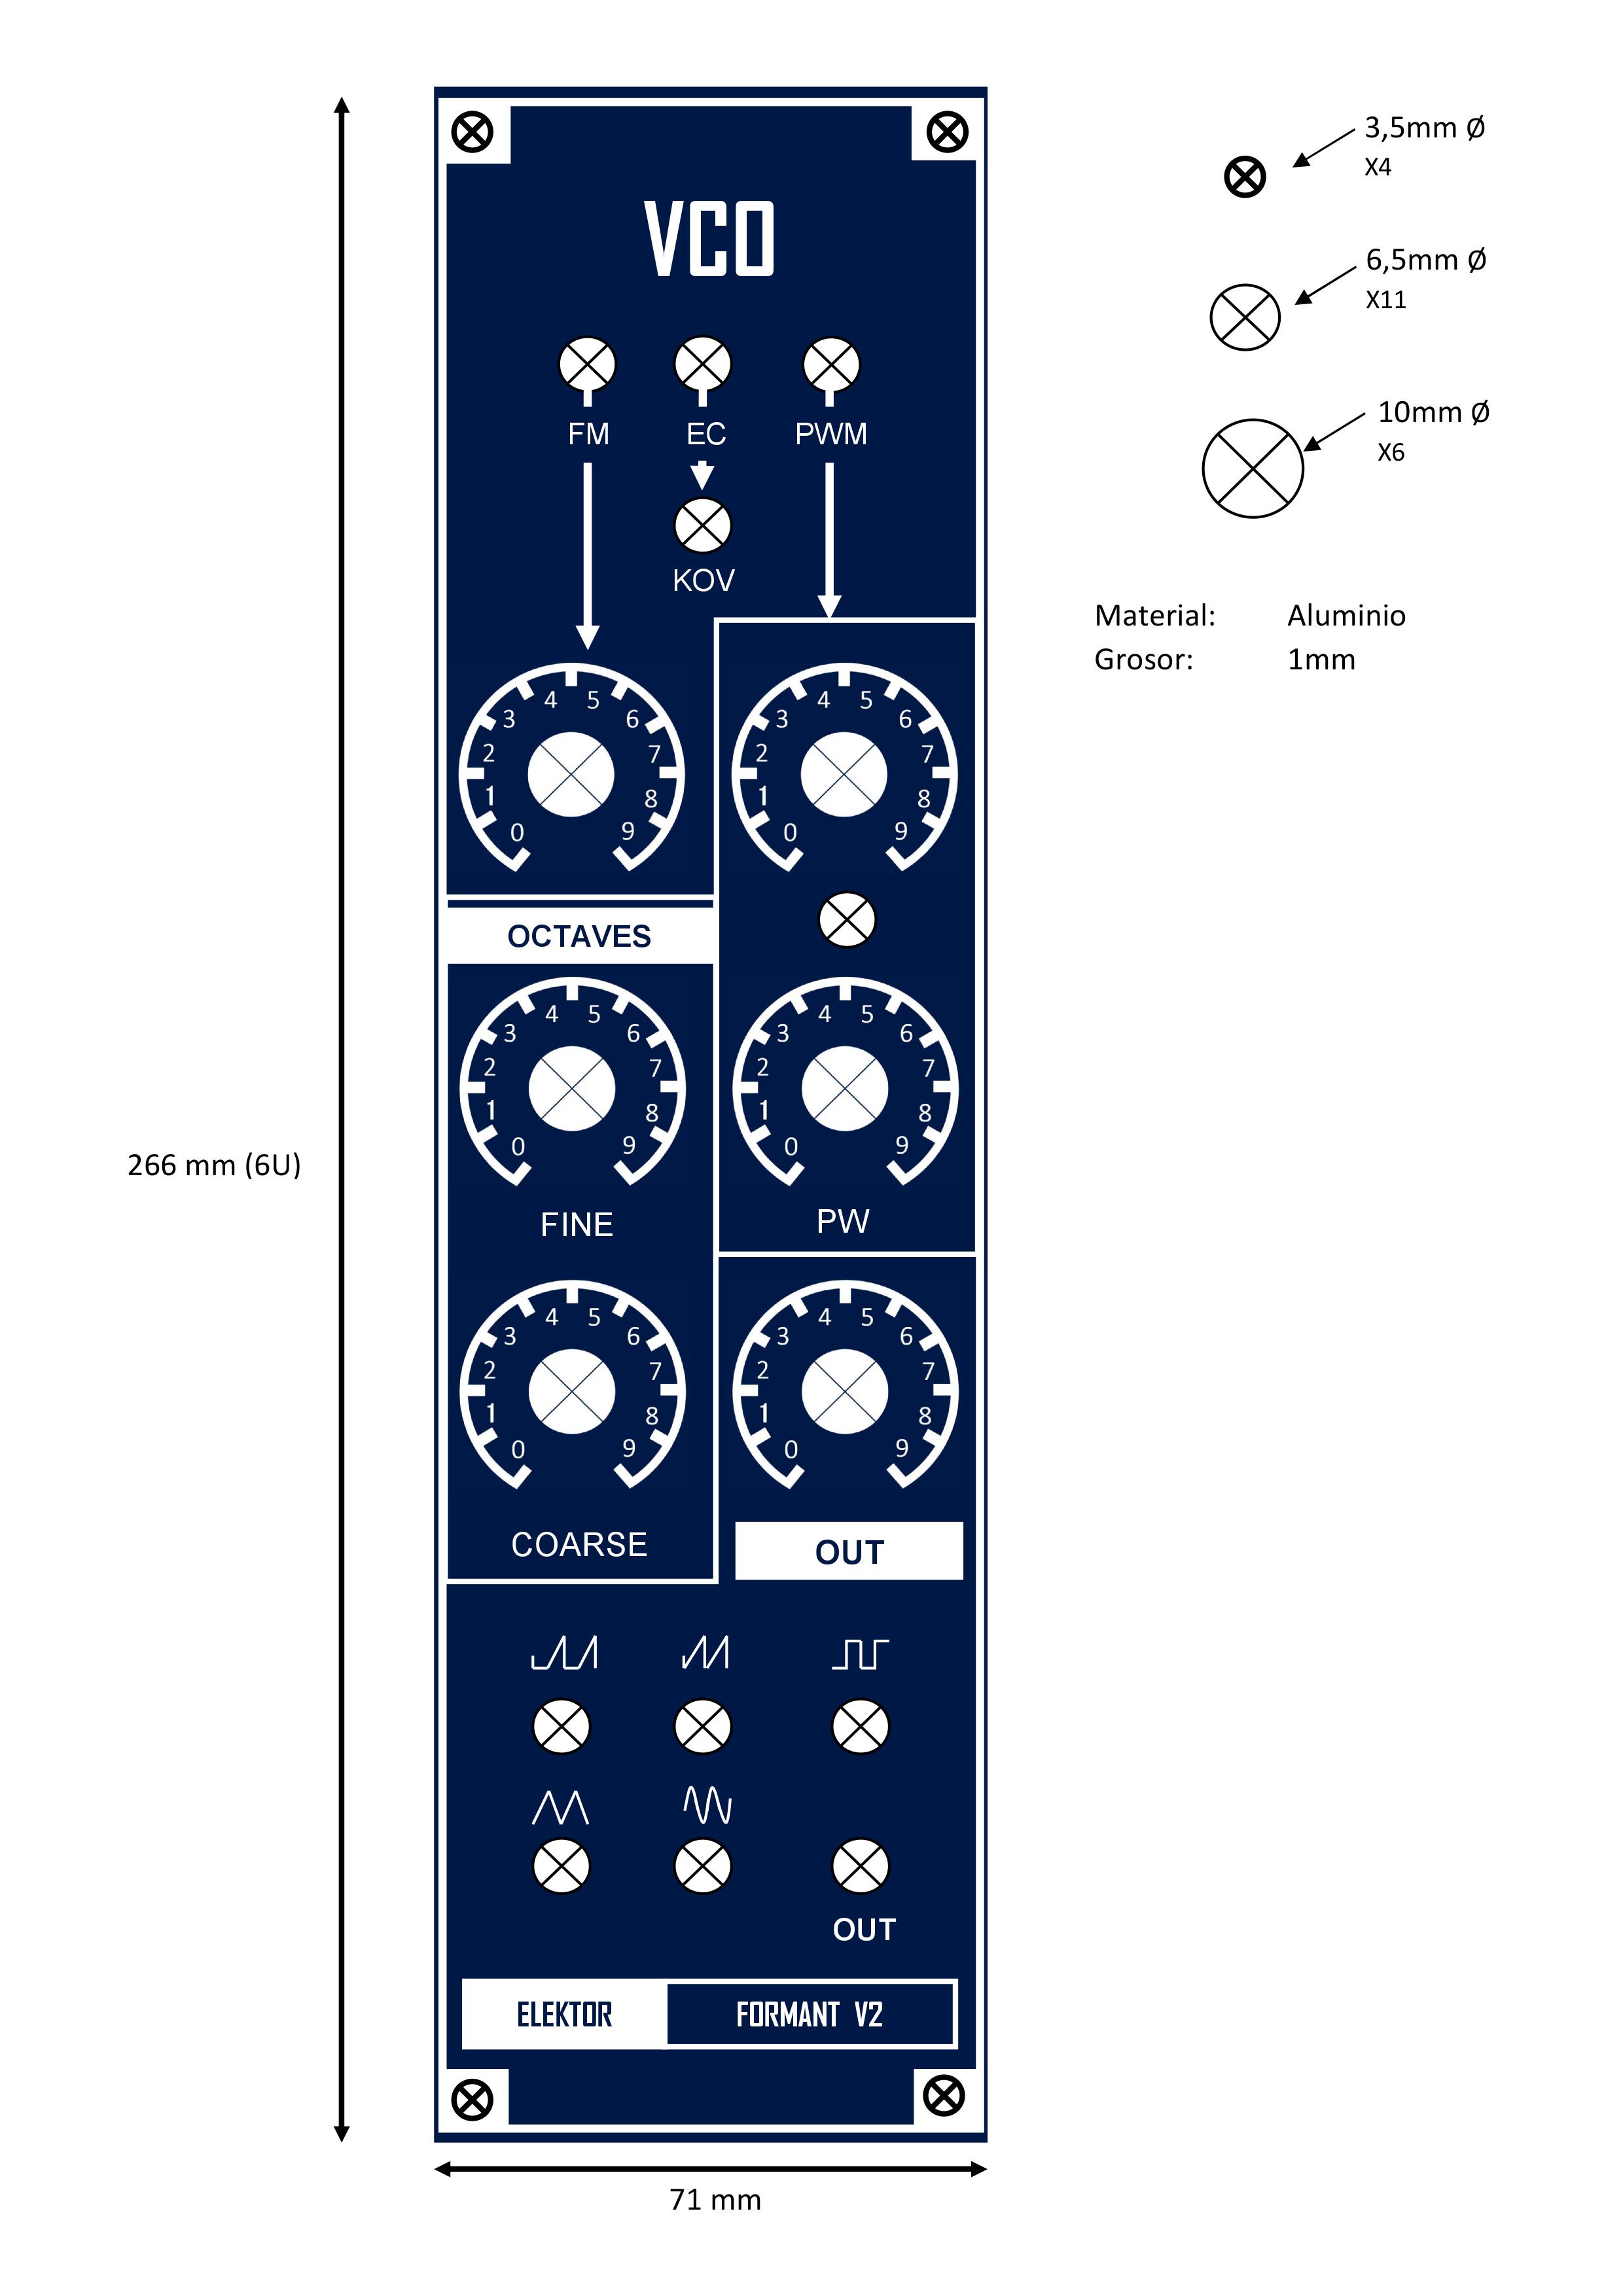 3,5mm Ø
X4
VCO
6,5mm Ø
X11
10mm Ø
X6
FM EC PWM
KOV
Material: Aluminio
Grosor: 1mm
0 1 2 3 4 5 6 7 8 9
0 1 2 3 4 5 6 7 8 9
OCTAVES
0 1 2 3 4 5 6 7 8 9
0 1 2 3 4 5 6 7 8 9
266 mm (6U)
FINE PW
0 1 2 3 4 5 6 7 8 9
0 1 2 3 4 5 6 7 8 9
COARSE OUT
OUT
ELEKTOR FORMANT V2
71 mm